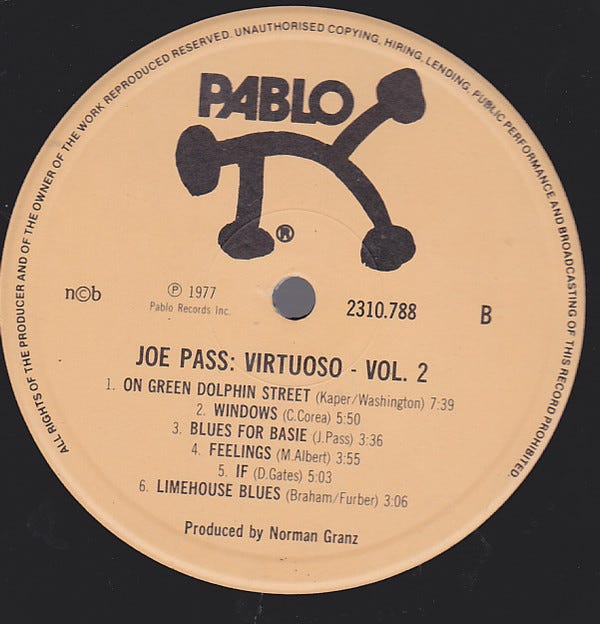 ALL RIGHTS OF THE PRODUCER AND OF THE OWNER OF THE WORK REPRODUCED RESERVED. UNAUTHORISED COPYING, HIRING, LENDING, PUBLIC PERFORMANCE AND BROADCASTING OF THIS RECORD PROHIBITED.
PABLO
®
n©b
℗ 1977
Pablo Records Inc.
2310.788
B
JOE PASS: VIRTUOSO - VOL. 2
1. ON GREEN DOLPHIN STREET (Kaper/Washington) 7:39
2. WINDOWS (C.Corea) 5:50
3. BLUES FOR BASIE (J.Pass) 3:36
4. FEELINGS (M.Albert) 3:55
5. IF (D.Gates) 5:03
6. LIMEHOUSE BLUES (Braham/Furber) 3:06
Produced by Norman Granz